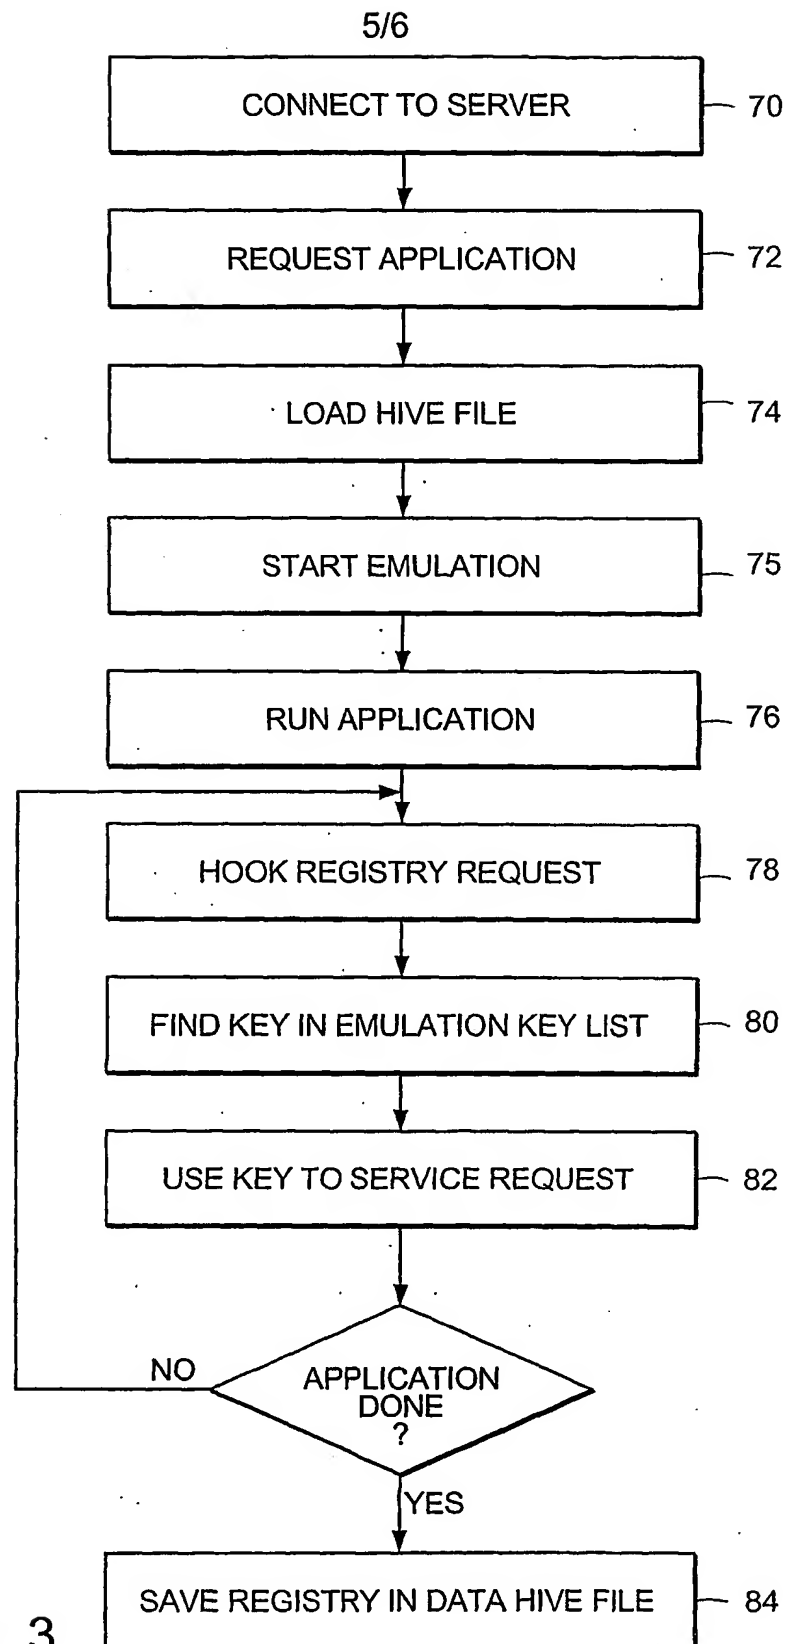 5/6
CONNECT TO SERVER
70
REQUEST APPLICATION
72
LOAD HIVE FILE
74
START EMULATION
75
RUN APPLICATION
76
HOOK REGISTRY REQUEST
78
FIND KEY IN EMULATION KEY LIST
80
USE KEY TO SERVICE REQUEST
82
NO
APPLICATION
DONE
?
YES
SAVE REGISTRY IN DATA HIVE FILE
84
3